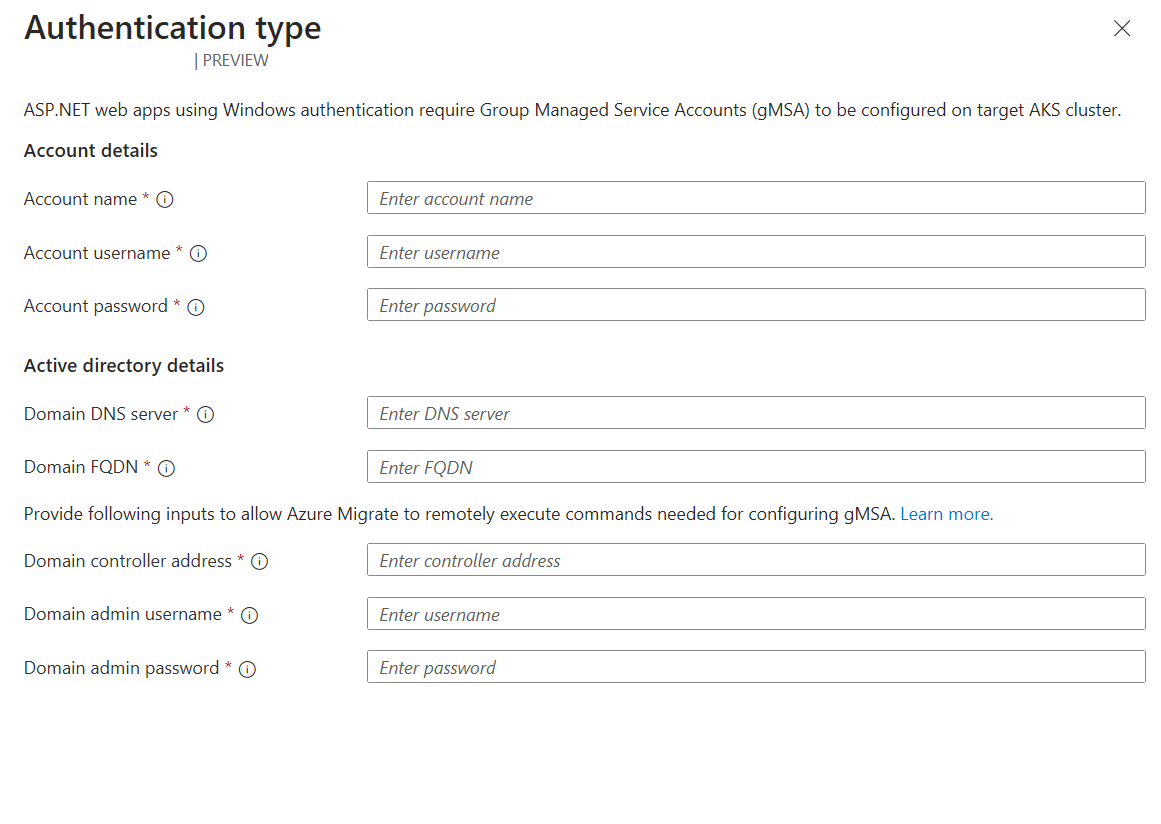 Authentication type
| PREVIEW
ASP.NET web apps using Windows authentication require Group Managed Service Accounts (gMSA) to be configured on target AKS cluster.
Account details
Account name * Enter account name
Account username * Enter username
Account password * Enter password
Active directory details
Domain DNS server * Enter DNS server
Domain FQDN * Enter FQDN
Provide following inputs to allow Azure Migrate to remotely execute commands needed for configuring gMSA. Learn more.
Domain controller address * Enter controller address
Domain admin username * Enter username
Domain admin password * Enter password